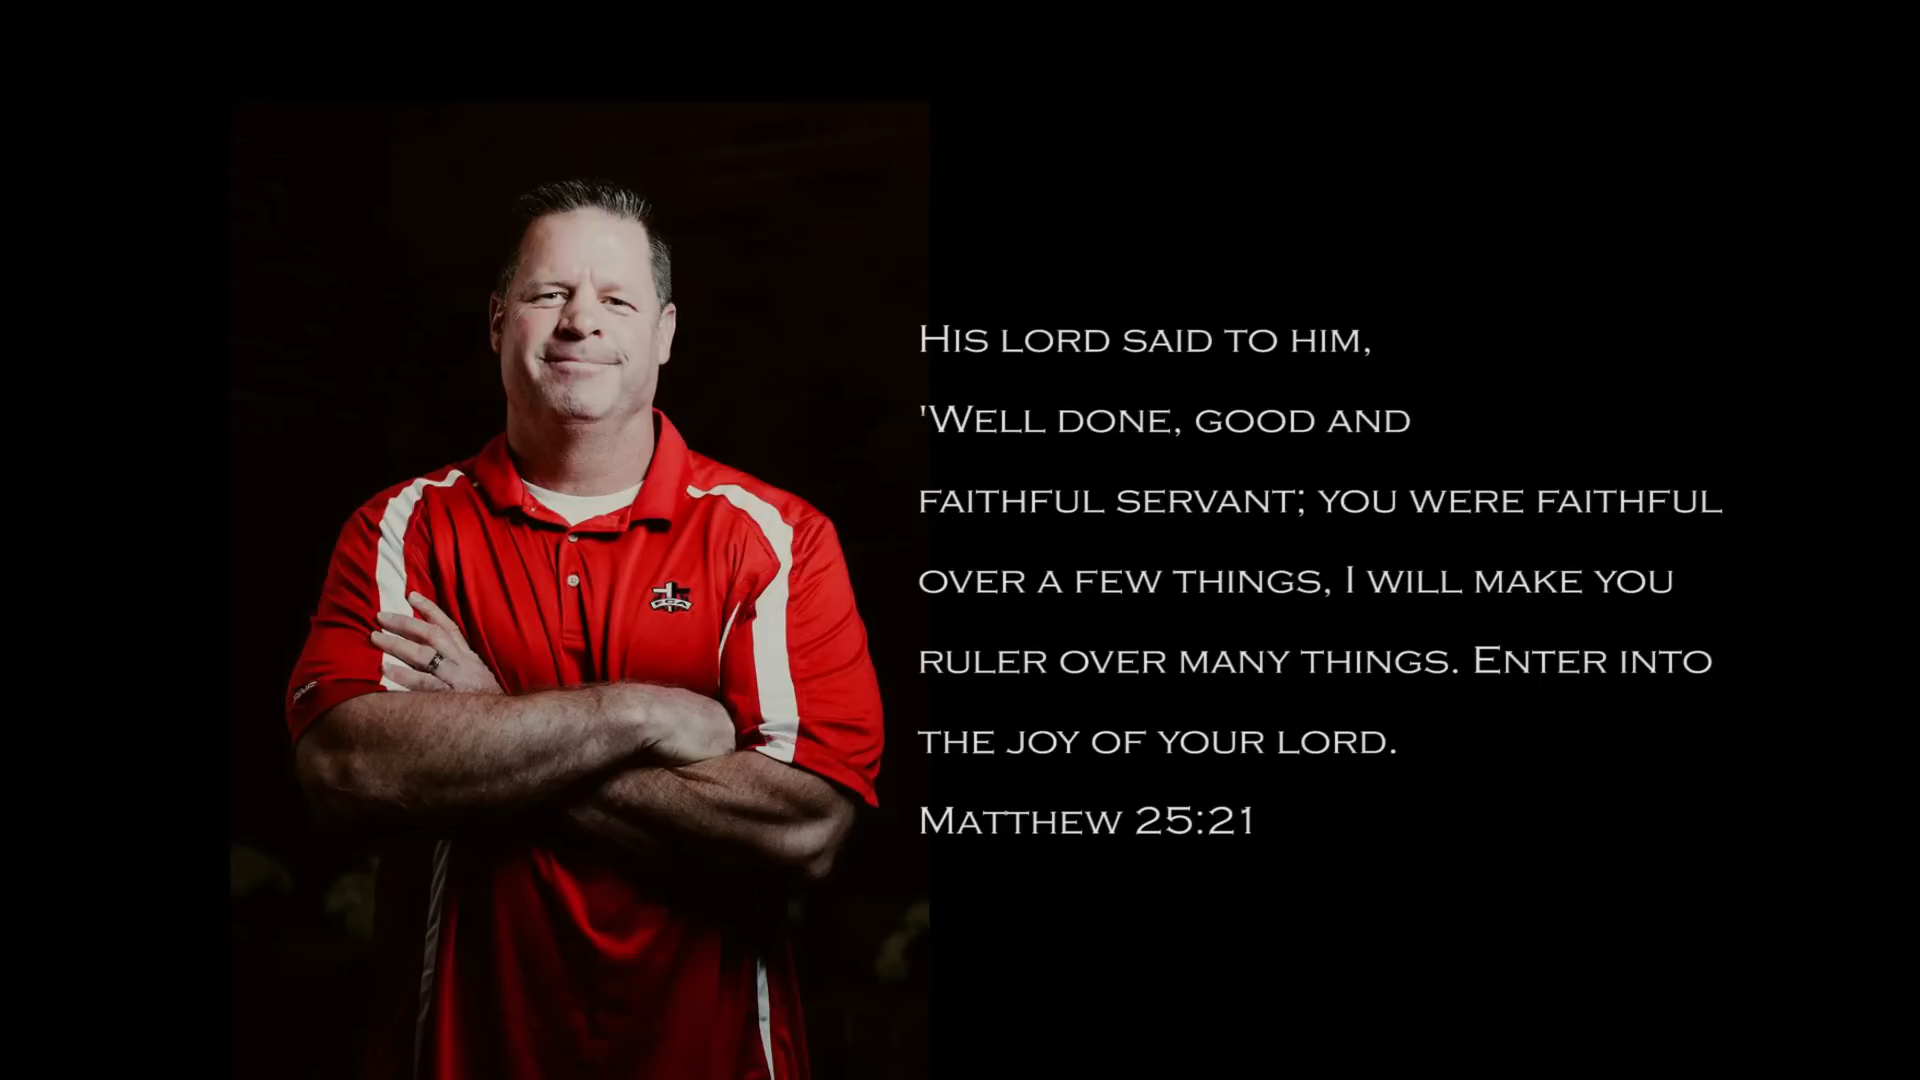 His lord said to him,
'Well done, good and
faithful servant; you were faithful
over a few things, I will make you
ruler over many things. Enter into
the joy of your lord.
Matthew 25:21